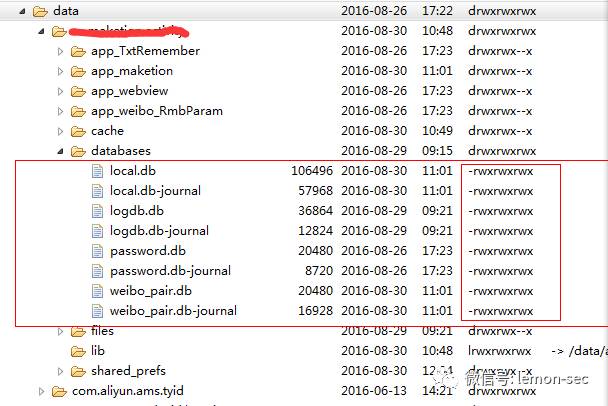 data 2016-08-26 17:22 drwxrwxrwx
2016-08-30 10:48 drwxrwxrwx
app_TxtRemember 2016-08-26 17:23 drwxrwx--x
app_maketion 2016-08-30 11:01 drwxrwx--x
app_webview 2016-08-26 17:23 drwxrwx--x
app_weibo_RmbParam 2016-08-26 17:23 drwxrwx--x
cache 2016-08-30 10:49 drwxrwx--x
databases 2016-08-29 09:15 drwxrwxrwx
local.db 106496 2016-08-30 11:01 -rwxrwxrwx
local.db-journal 57968 2016-08-30 11:01 -rwxrwxrwx
logdb.db 36864 2016-08-29 09:21 -rwxrwxrwx
logdb.db-journal 12824 2016-08-29 09:21 -rwxrwxrwx
password.db 20480 2016-08-26 17:23 -rwxrwxrwx
password.db-journal 8720 2016-08-26 17:23 -rwxrwxrwx
weibo_pair.db 20480 2016-08-30 11:01 -rwxrwxrwx
weibo_pair.db-journal 16928 2016-08-30 11:01 -rwxrwxrwx
files 2016-08-29 09:21 drwxrwx--x
lib 2016-08-30 10:48 lrwxrwxrwx -> /data/a
shared_prefs 2016-08-30
com.aliyun.ams.tyid 2016-06-13 14:21
微信号: lemon-sec